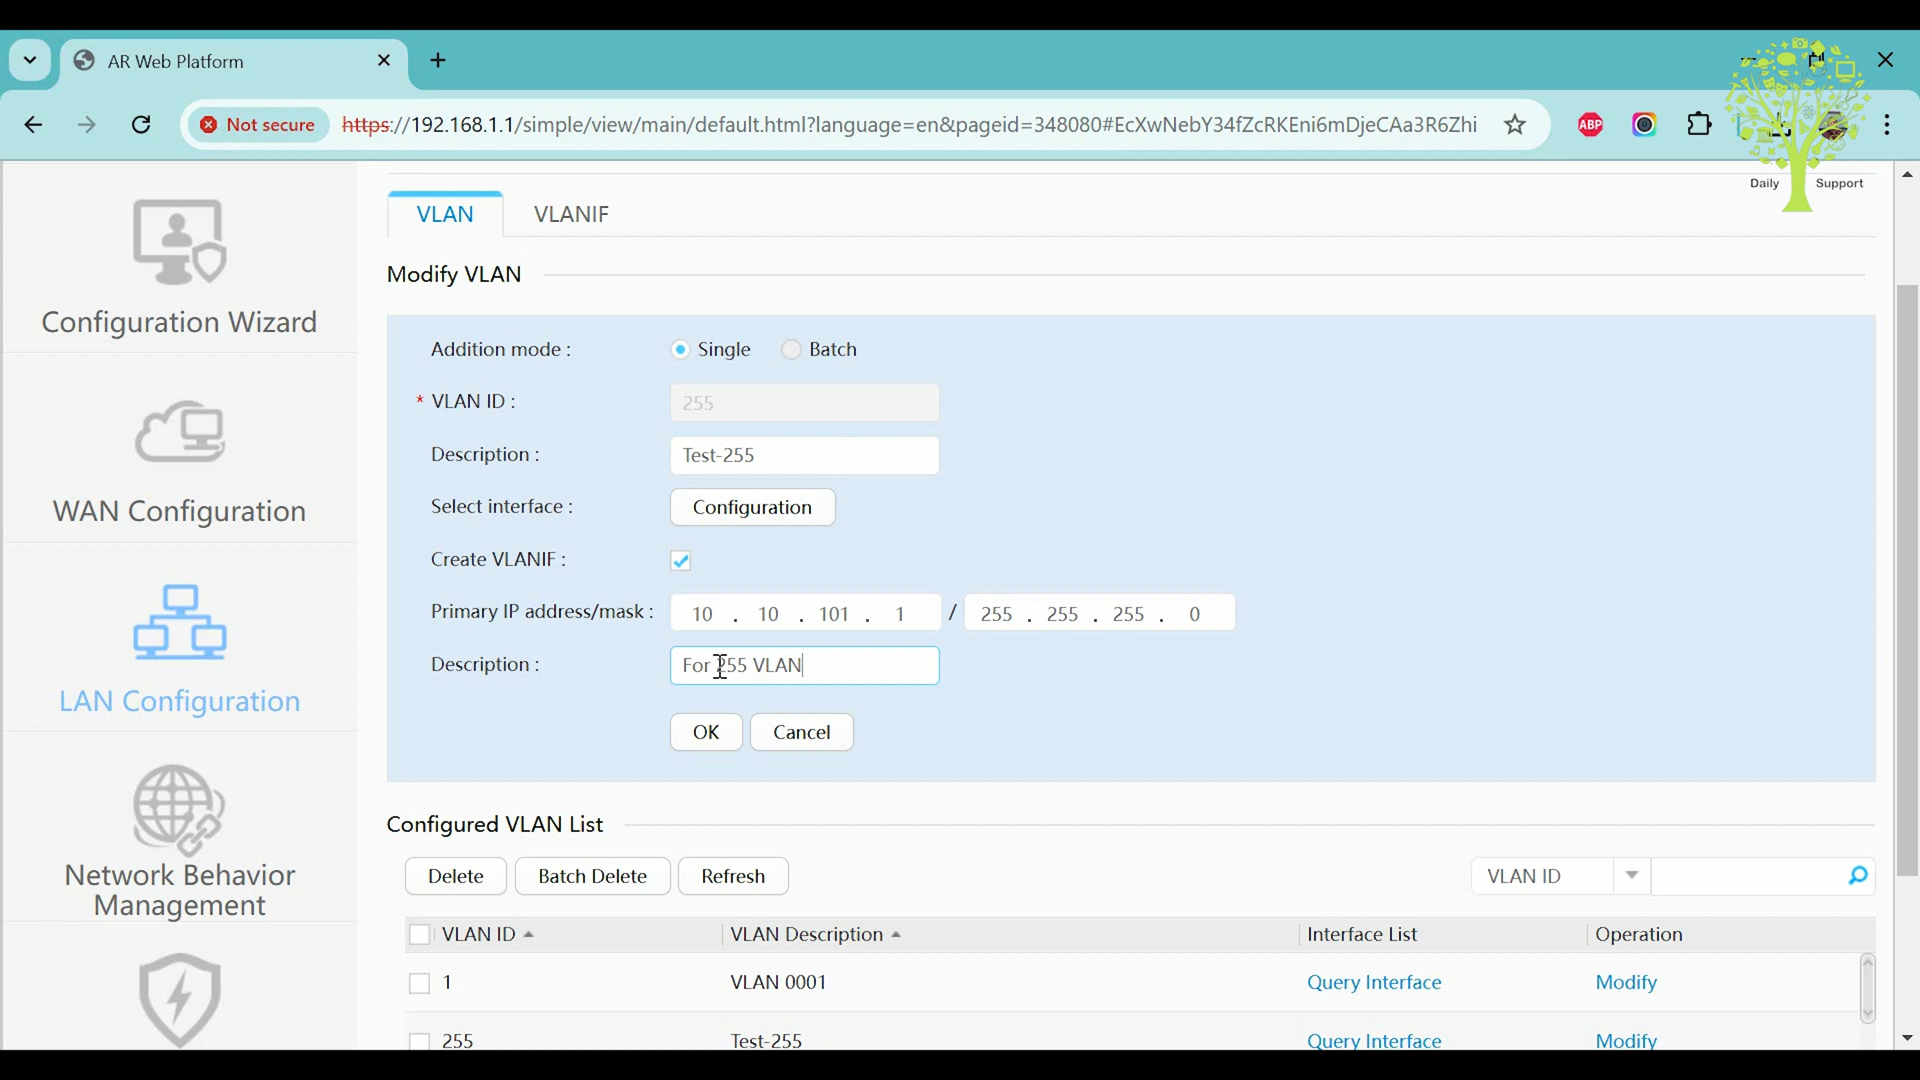 AR Web Platform
Not secure https://192.168.1.1/simple/view/main/default.html?language=en&pageid=348080#EcXwNebY34fZcRKEni6mDjeCAa3R6Zhi
ABP
Daily Support
Configuration Wizard
WAN Configuration
LAN Configuration
Network Behavior
Management
VLAN VLANIF
Modify VLAN
Addition mode : Single Batch
* VLAN ID : 255
Description : Test-255
Select interface : Configuration
Create VLANIF :
Primary IP address/mask : 10 . 10 . 101 . 1 / 255 . 255 . 255 . 0
Description : For 255 VLAN
OK Cancel
Configured VLAN List
Delete Batch Delete Refresh VLAN ID
VLAN ID VLAN Description Interface List Operation
1 VLAN 0001 Query Interface Modify
255 Test-255 Query Interface Modify